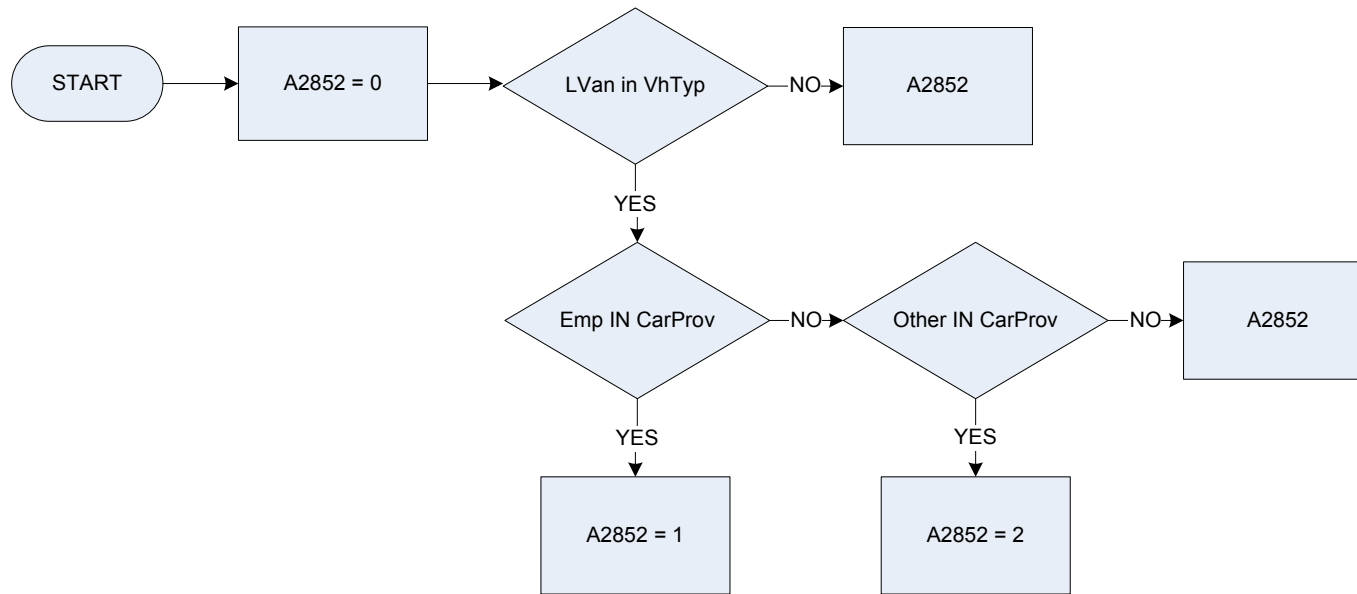 START
A2852 = 0
LVan in VhTyp
NO
A2852
YES
Emp IN CarProv
NO
Other IN CarProv
NO
A2852
YES
YES
A2852 = 1
A2852 = 2